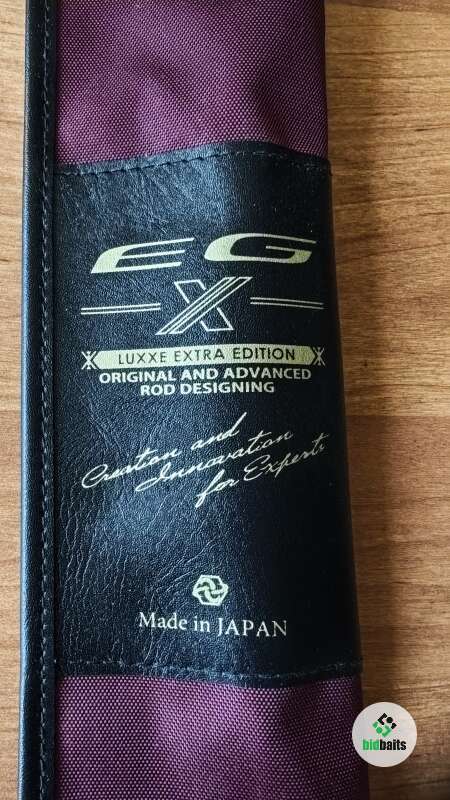 EG
X
LUXXE EXTRA EDITION
ORIGINAL AND ADVANCED
ROD DESIGNING
Creation and
Innovation
for Experts
Made in JAPAN
bidbaits